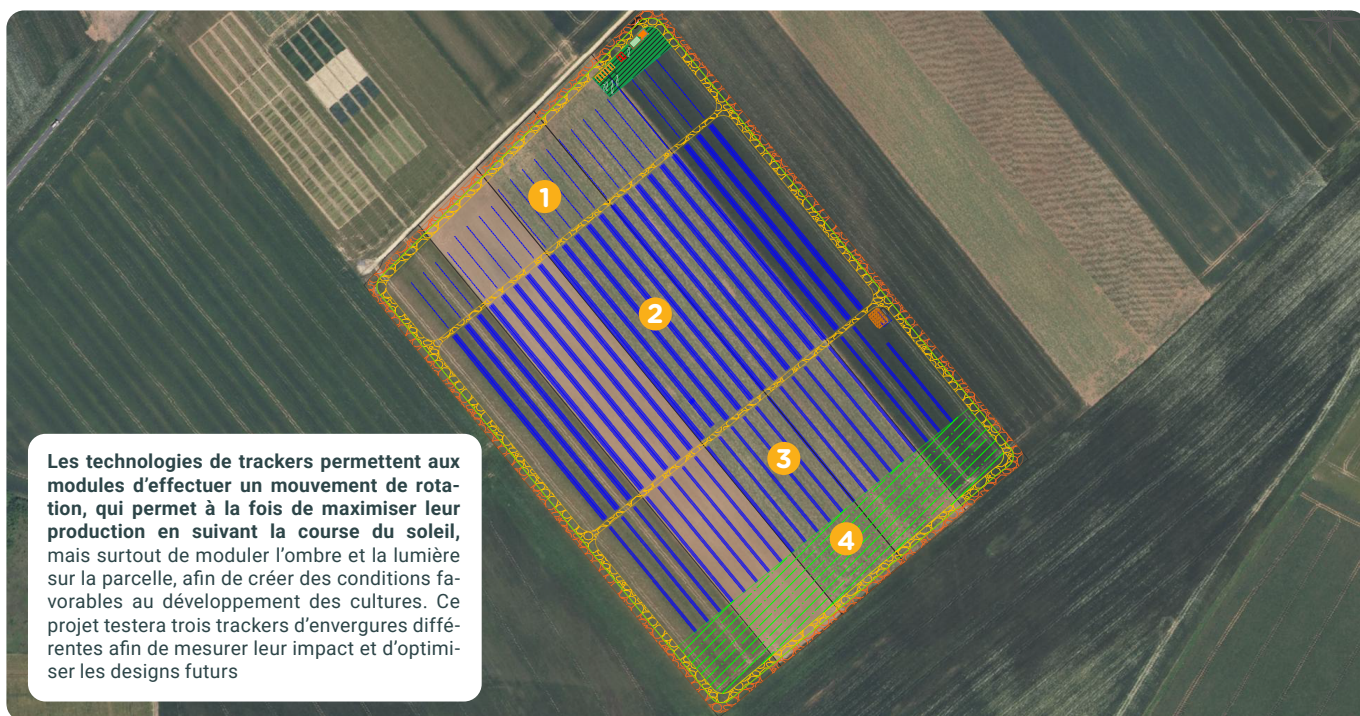 1
2
3
4
Les technologies de trackers permettent aux
modules d’effectuer un mouvement de rota-
tion, qui permet à la fois de maximiser leur
production en suivant la course du soleil,
mais surtout de moduler l’ombre et la lumière
sur la parcelle, afin de créer des conditions fa-
vorables au développement des cultures. Ce
projet testera trois trackers d’envergures diffé-
rentes afin de mesurer leur impact et d’optimi-
ser les designs futurs